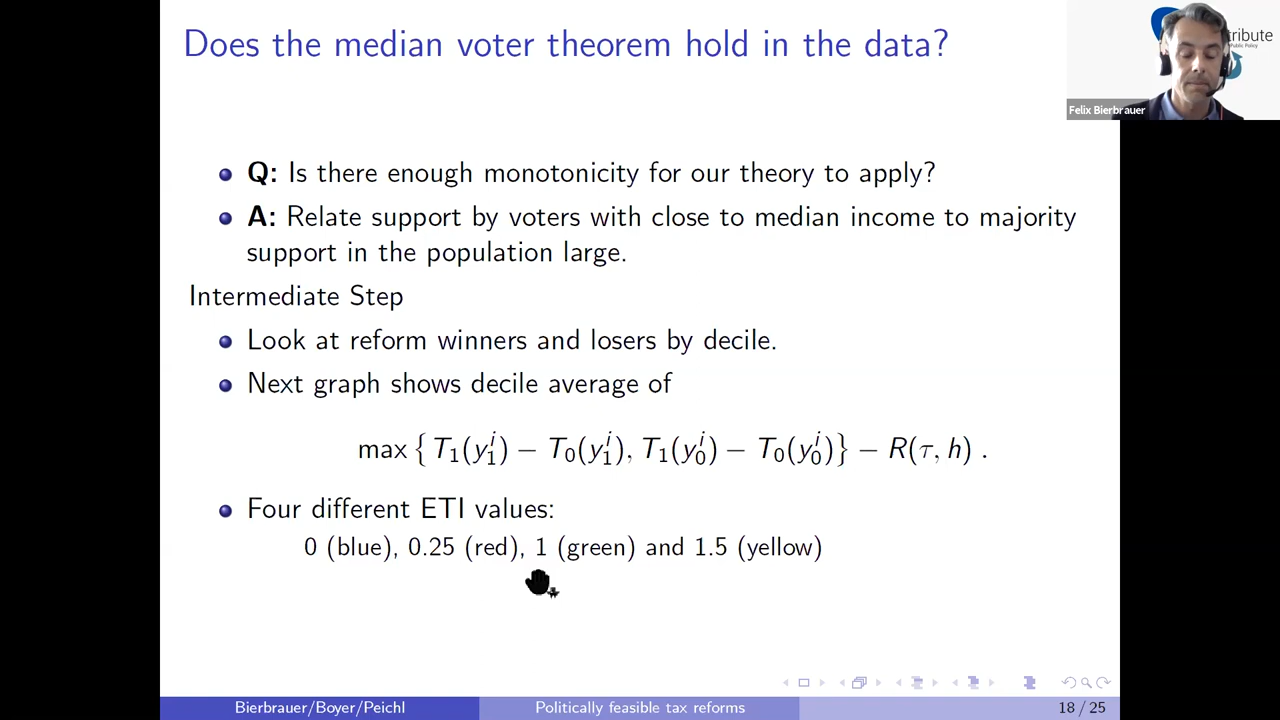 Does the median voter theorem hold in the data?
tribute
Public Policy
Felix Bierbrauer
Q: Is there enough monotonicity for our theory to apply?
A: Relate support by voters with close to median income to majority
support in the population large.
Intermediate Step
Look at reform winners and losers by decile.
Next graph shows decile average of
max { T₁(y₁ⁱ) − T₀(y₁ⁱ), T₁(y₀ⁱ) − T₀(y₀ⁱ)} − R(τ, h) .
Four different ETI values:
0 (blue), 0.25 (red), 1 (green) and 1.5 (yellow)
Bierbrauer/Boyer/Peichl
Politically feasible tax reforms
18 / 25